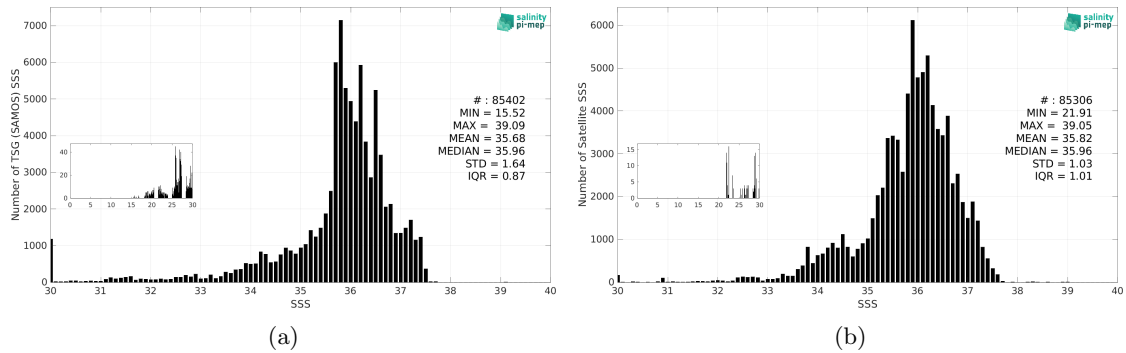 7000
6000
5000
4000
3000
2000
1000
0
Number of TSG (SAMOS) SSS
salinity
pi-mep
# : 85402
MIN = 15.52
MAX = 39.09
MEAN = 35.68
MEDIAN = 35.96
STD = 1.64
IQR = 0.87
40
20
0
0 5 10 15 20 25 30
30 31 32 33 34 35 36 37 38 39 40
SSS
(a)
6000
5000
4000
3000
2000
1000
0
Number of Satellite SSS
salinity
pi-mep
# : 85306
MIN = 21.91
MAX = 39.05
MEAN = 35.82
MEDIAN = 35.96
STD = 1.03
IQR = 1.01
15
10
5
0
0 5 10 15 20 25 30
30 31 32 33 34 35 36 37 38 39 40
SSS
(b)